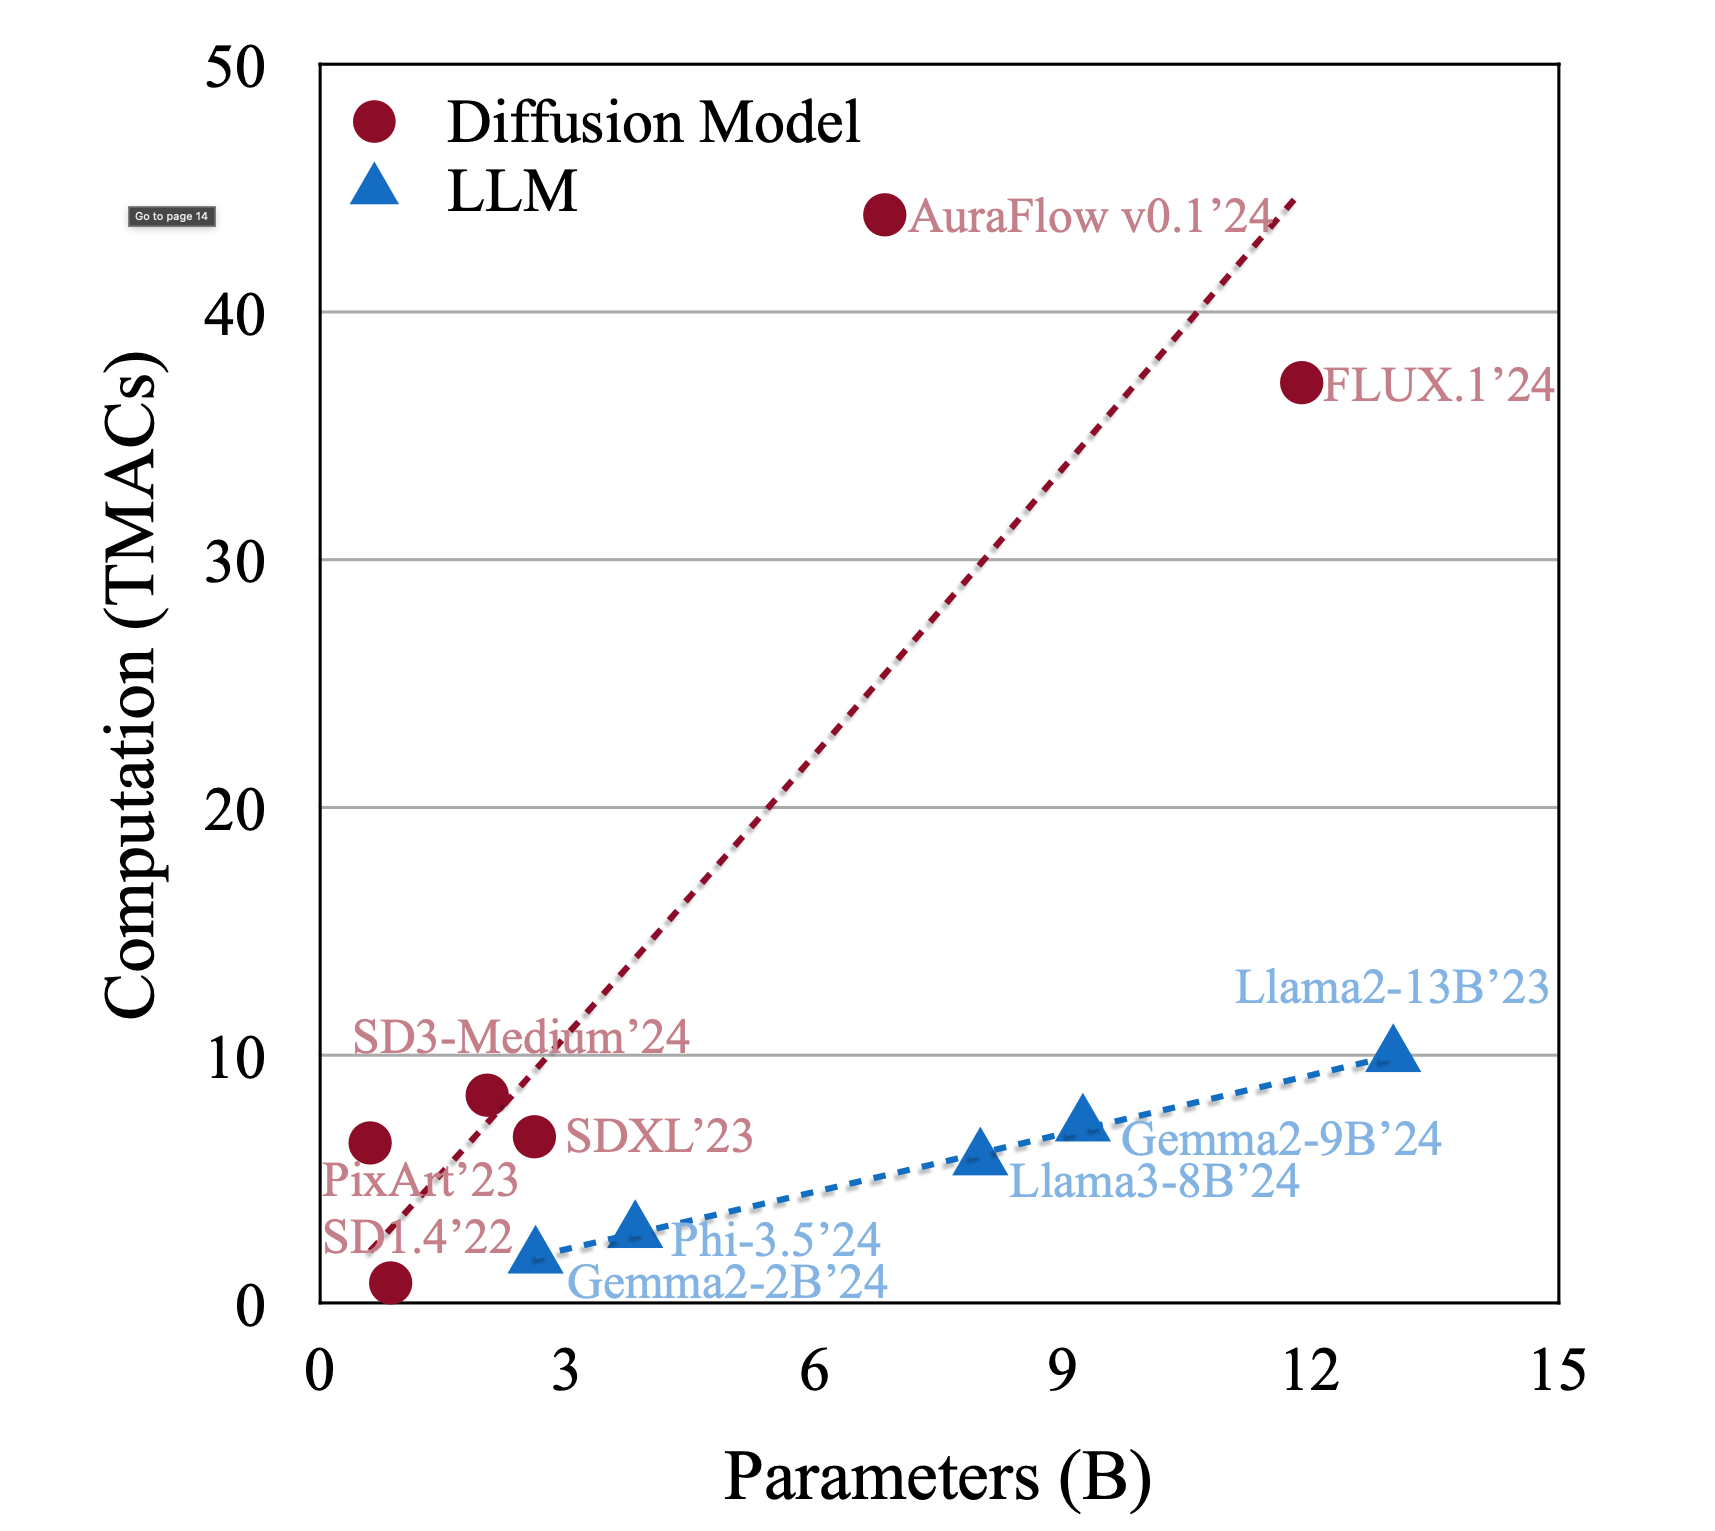 50
Diffusion Model
LLM
Go to page 14
AuraFlow v0.1’24
40
FLUX.1’24
30
Computation (TMACs)
20
Llama2-13B’23
SD3-Medium’24
10
SDXL’23
Gemma2-9B’24
PixArt’23
Llama3-8B’24
SD1.4’22
Phi-3.5’24
Gemma2-2B’24
0
0 3 6 9 12 15
Parameters (B)